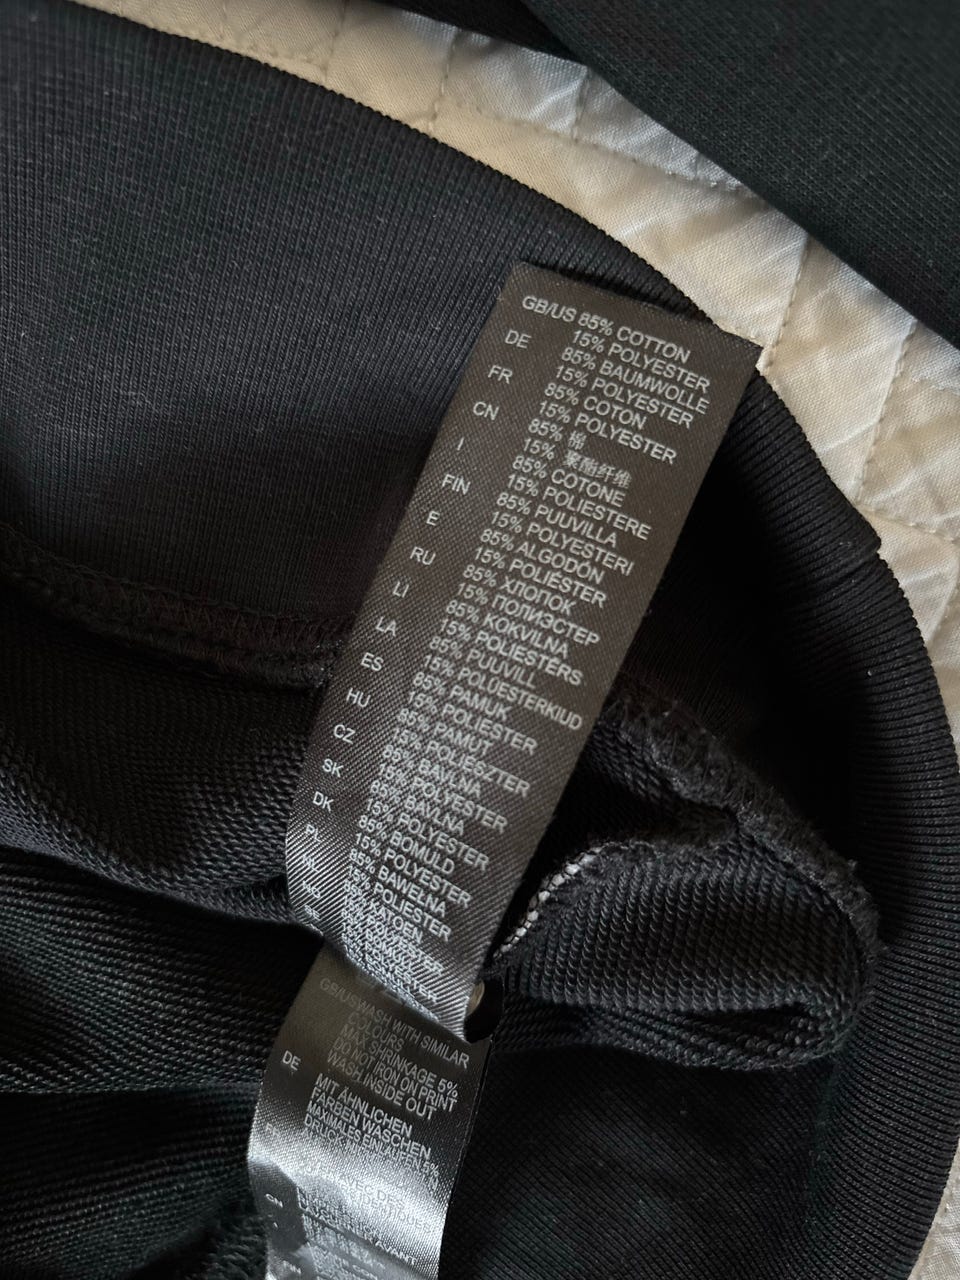 GB/US 85% COTTON
15% POLYESTER
DE 85% BAUMWOLLE
15% POLYESTER
FR 85% COTON
15% POLYESTER
CN 85% 棉
15% 聚酯纤维
I 85% COTONE
15% POLIESTERE
FIN 85% PUUVILLA
15% POLYESTERI
E 85% ALGODÓN
15% POLIÉSTER
RU 85% ХЛОПОК
15% ПОЛИЭСТЕР
LI 85% KOKVILNA
15% POLIESTĒRS
LA 85% PUUVILL
15% POLÜESTERKIUD
ES 85% PAMUK
15% POLIESTER
HU 85% PAMUT
15% POLIÉSZTER
CZ 85% BAVLNA
15% POLYESTER
SK 85% BAVLNA
15% POLYESTER
DK 85% BOMULD
15% POLYESTER
PL 85% BAWEŁNA
15% POLIESTER
85% KATOEN
GB/US WASH WITH SIMILAR
COLOURS
MAX SHRINKAGE 5%
DO NOT IRON ON PRINT
WASH INSIDE OUT
DE MIT ÄHNLICHEN
FARBEN WASCHEN
MAXIMALES EINLAUFEN 5%